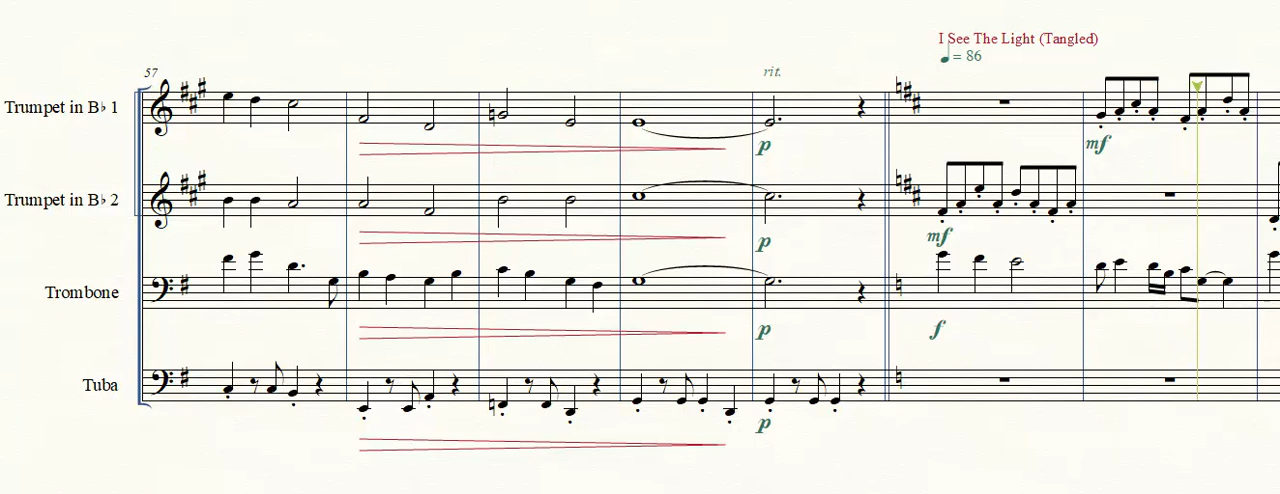 I See The Light (Tangled)
= 86
57
rit.
Trumpet in B♭ 1
p
mf
Trumpet in B♭ 2
p
mf
Trombone
p
f
Tuba
p